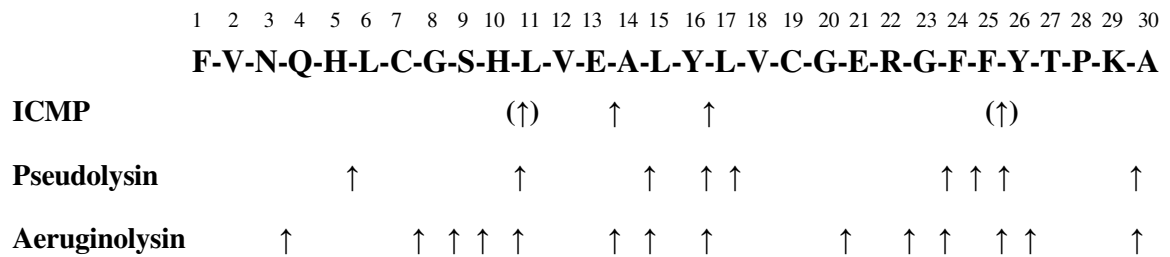 1 2 3 4 5 6 7 8 9 10 11 12 13 14 15 16 17 18 19 20 21 22 23 24 25 26 27 28 29 30
F-V-N-Q-H-L-C-G-S-H-L-V-E-A-L-Y-L-V-C-G-E-R-G-F-F-Y-T-P-K-A
ICMP (↑) ↑ ↑ (↑)
Pseudolysin ↑ ↑ ↑ ↑ ↑ ↑ ↑ ↑ ↑
Aeruginolysin ↑ ↑ ↑ ↑ ↑ ↑ ↑ ↑ ↑ ↑ ↑ ↑ ↑ ↑